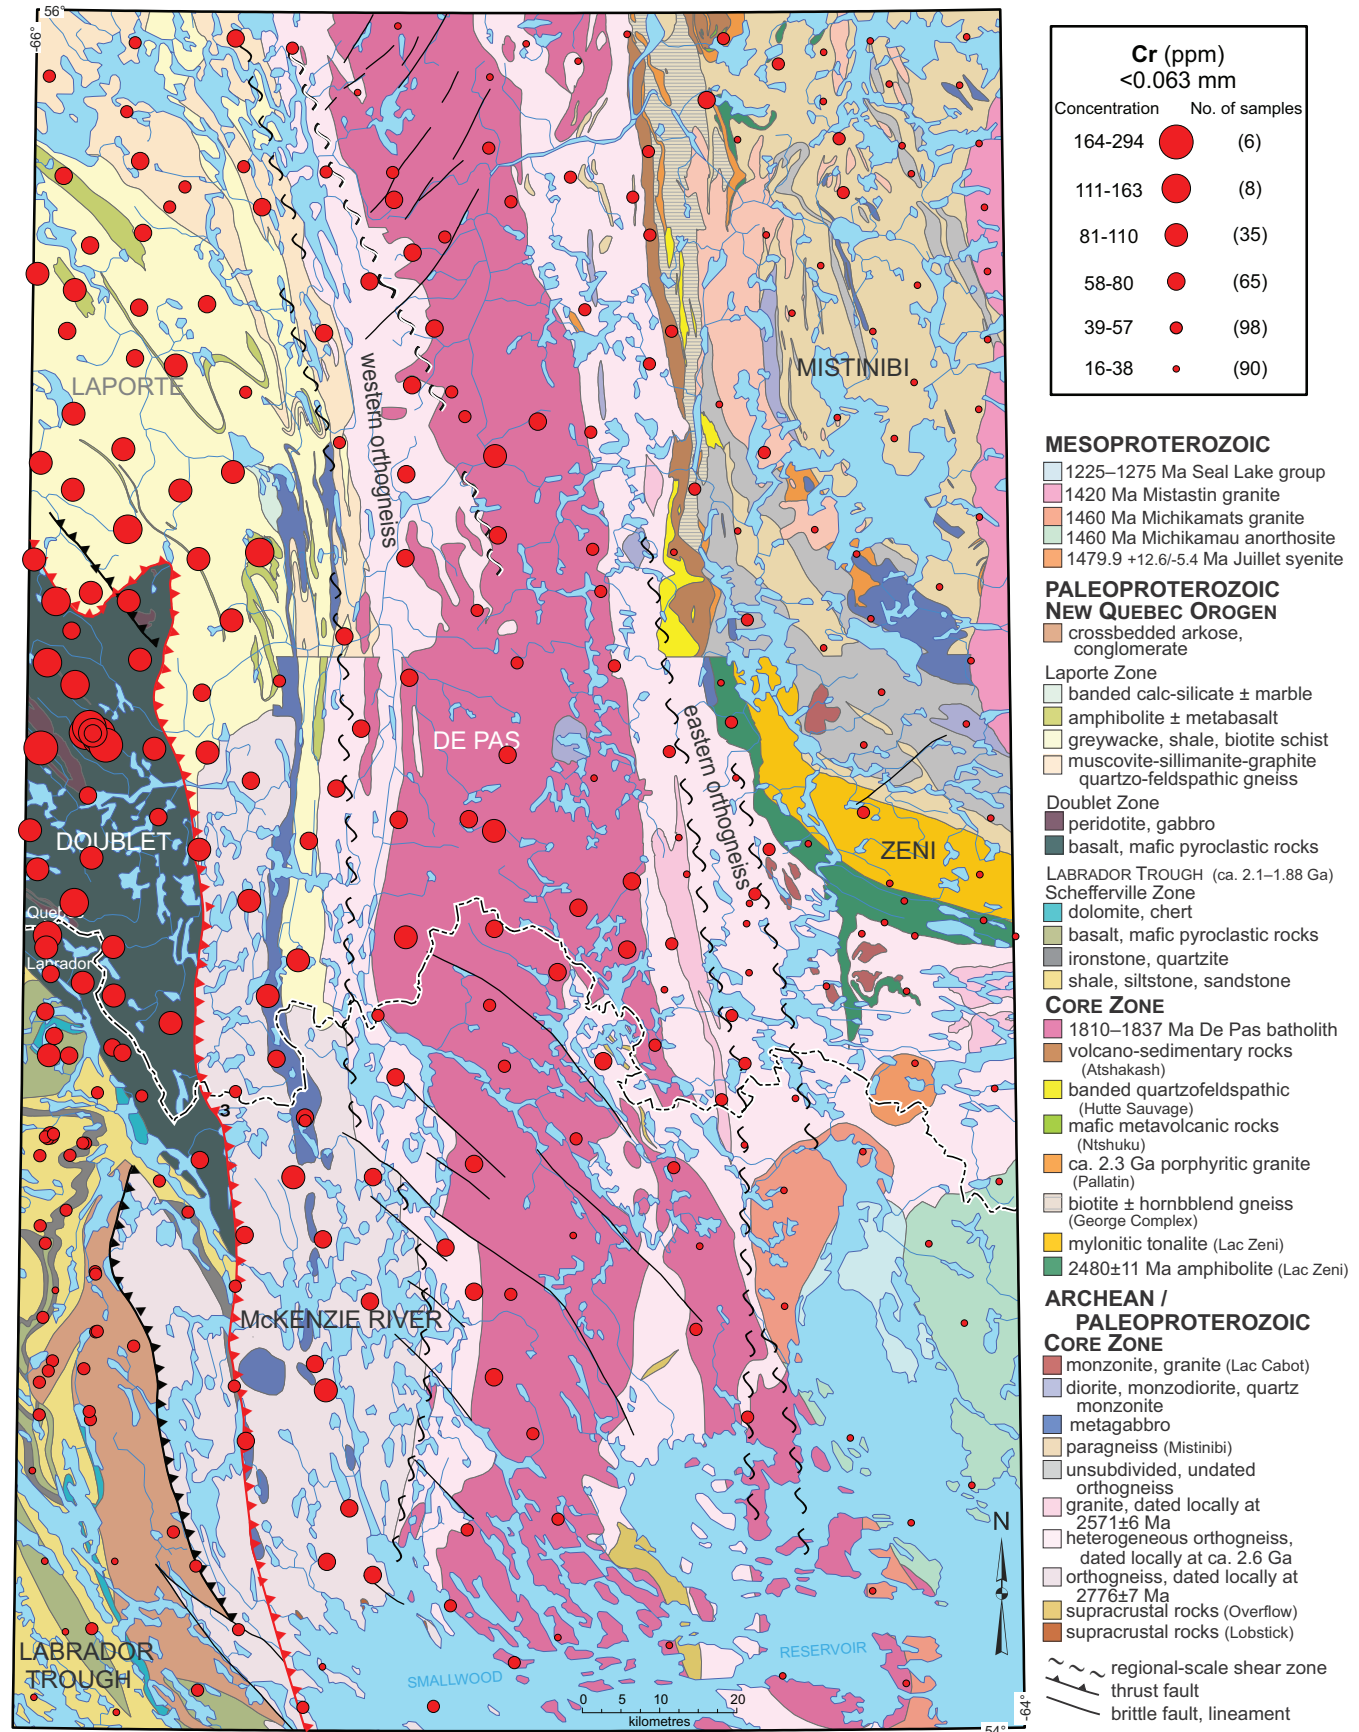 56°
-66°
LAPORTE
western orthogneiss
MISTINIBI
DE PAS
eastern orthogneiss
DOUBLET
ZENI
Quebec
Labrador
3
McKENZIE RIVER
LABRADOR
TROUGH
SMALLWOOD
RESERVOIR
0 5 10 20
kilometres
N
-64°
54°
Cr (ppm)
<0.063 mm
Concentration No. of samples
164-294 (6)
111-163 (8)
81-110 (35)
58-80 (65)
39-57 (98)
16-38 (90)
MESOPROTEROZOIC
1225–1275 Ma Seal Lake group
1420 Ma Mistastin granite
1460 Ma Michikamats granite
1460 Ma Michikamau anorthosite
1479.9 +12.6/-5.4 Ma Juillet syenite
PALEOPROTEROZOIC
NEW QUEBEC OROGEN
crossbedded arkose,
conglomerate
Laporte Zone
banded calc-silicate ± marble
amphibolite ± metabasalt
greywacke, shale, biotite schist
muscovite-sillimanite-graphite
quartzo-feldspathic gneiss
Doublet Zone
peridotite, gabbro
basalt, mafic pyroclastic rocks
LABRADOR TROUGH (ca. 2.1–1.88 Ga)
Schefferville Zone
dolomite, chert
basalt, mafic pyroclastic rocks
ironstone, quartzite
shale, siltstone, sandstone
CORE ZONE
1810–1837 Ma De Pas batholith
volcano-sedimentary rocks
(Atshakash)
banded quartzofeldspathic
(Hutte Sauvage)
mafic metavolcanic rocks
(Ntshuku)
ca. 2.3 Ga porphyritic granite
(Pallatin)
biotite ± hornbblend gneiss
(George Complex)
mylonitic tonalite (Lac Zeni)
2480±11 Ma amphibolite (Lac Zeni)
ARCHEAN /
PALEOPROTEROZOIC
CORE ZONE
monzonite, granite (Lac Cabot)
diorite, monzodiorite, quartz
monzonite
metagabbro
paragneiss (Mistinibi)
unsubdivided, undated
orthogneiss
granite, dated locally at
2571±6 Ma
heterogeneous orthogneiss,
dated locally at ca. 2.6 Ga
orthogneiss, dated locally at
2776±7 Ma
supracrustal rocks (Overflow)
supracrustal rocks (Lobstick)
regional-scale shear zone
thrust fault
brittle fault, lineament